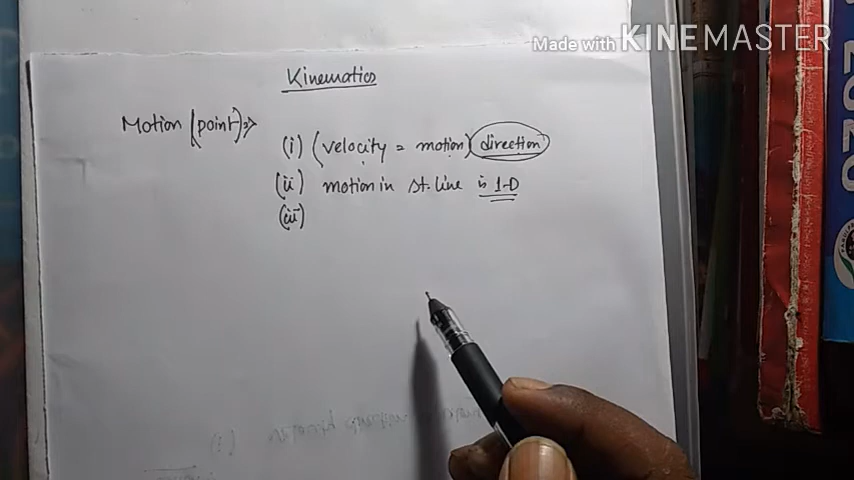 Made with KINEMASTER
Kinematics
Motion (point) ⇒
(i) (velocity = motion) direction
(ii) motion in st. line is 1-D
(iii)